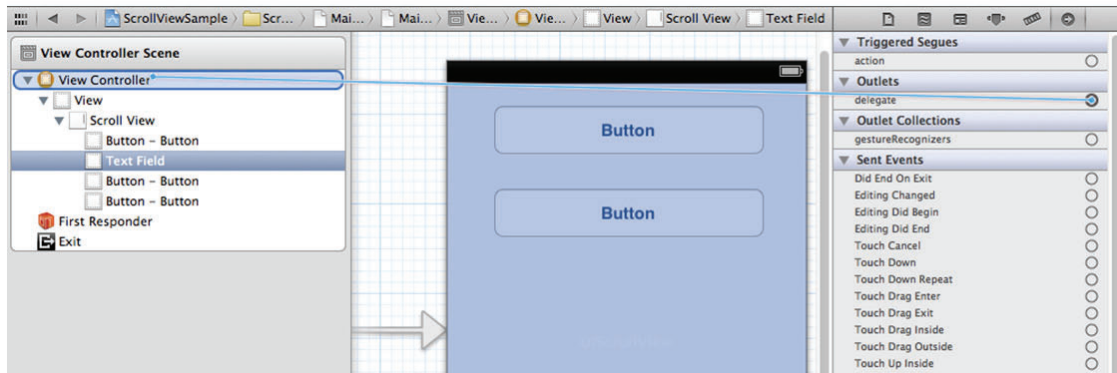 ScrollViewSample Scr... Mai... Mai... Vie... Vie... View Scroll View Text Field
View Controller Scene
View Controller
View
Scroll View
Button - Button
Text Field
Button - Button
Button - Button
First Responder
Exit
Button
Button
Triggered Segues
action
Outlets
delegate
Outlet Collections
gestureRecognizers
Sent Events
Did End On Exit
Editing Changed
Editing Did Begin
Editing Did End
Touch Cancel
Touch Down
Touch Down Repeat
Touch Drag Enter
Touch Drag Exit
Touch Drag Inside
Touch Drag Outside
Touch Up Inside